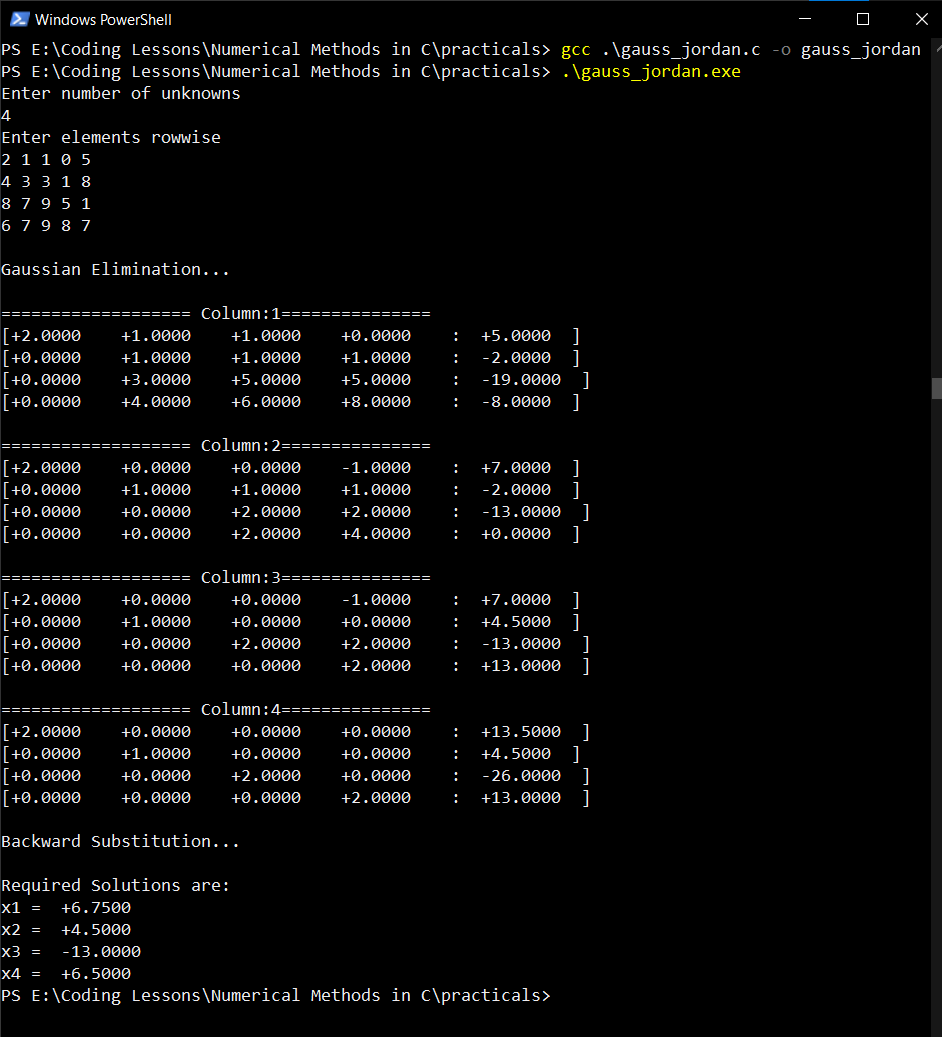 Windows PowerShell
PS E:\Coding Lessons\Numerical Methods in C\practicals> gcc .\gauss_jordan.c -o gauss_jordan
PS E:\Coding Lessons\Numerical Methods in C\practicals> .\gauss_jordan.exe
Enter number of unknowns
4
Enter elements rowwise
2 1 1 0 5
4 3 3 1 8
8 7 9 5 1
6 7 9 8 7

Gaussian Elimination...

=================== Column:1===============
[+2.0000    +1.0000    +1.0000    +0.0000    :  +5.0000  ]
[+0.0000    +1.0000    +1.0000    +1.0000    :  -2.0000  ]
[+0.0000    +3.0000    +5.0000    +5.0000    :  -19.0000  ]
[+0.0000    +4.0000    +6.0000    +8.0000    :  -8.0000  ]

=================== Column:2===============
[+2.0000    +0.0000    +0.0000    -1.0000    :  +7.0000  ]
[+0.0000    +1.0000    +1.0000    +1.0000    :  -2.0000  ]
[+0.0000    +0.0000    +2.0000    +2.0000    :  -13.0000  ]
[+0.0000    +0.0000    +2.0000    +4.0000    :  +0.0000  ]

=================== Column:3===============
[+2.0000    +0.0000    +0.0000    -1.0000    :  +7.0000  ]
[+0.0000    +1.0000    +0.0000    +0.0000    :  +4.5000  ]
[+0.0000    +0.0000    +2.0000    +2.0000    :  -13.0000  ]
[+0.0000    +0.0000    +0.0000    +2.0000    :  +13.0000  ]

=================== Column:4===============
[+2.0000    +0.0000    +0.0000    +0.0000    :  +13.5000  ]
[+0.0000    +1.0000    +0.0000    +0.0000    :  +4.5000  ]
[+0.0000    +0.0000    +2.0000    +0.0000    :  -26.0000  ]
[+0.0000    +0.0000    +0.0000    +2.0000    :  +13.0000  ]

Backward Substitution...

Required Solutions are:
x1 =  +6.7500
x2 =  +4.5000
x3 =  -13.0000
x4 =  +6.5000
PS E:\Coding Lessons\Numerical Methods in C\practicals>